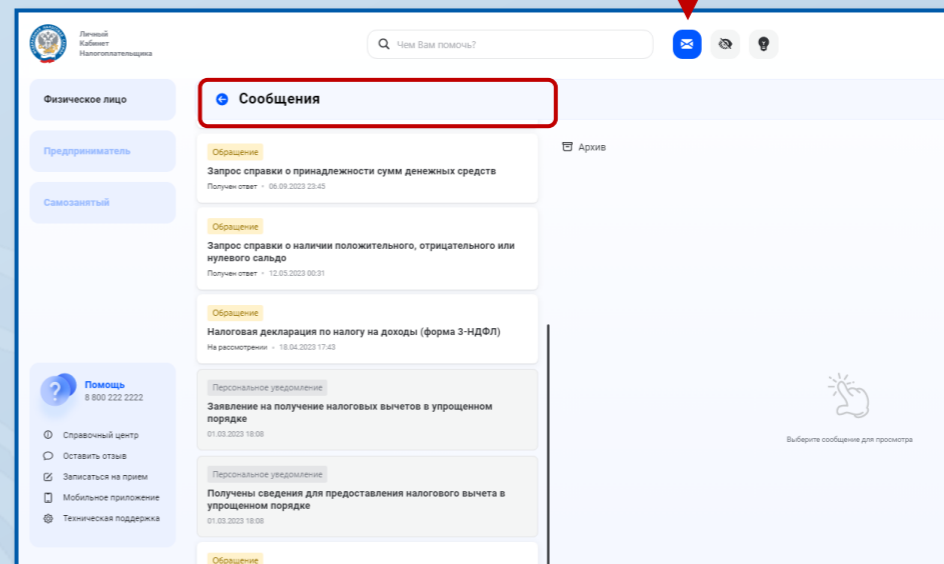 Личный
Кабинет
Налогоплательщика
Чем Вам помочь?
Физическое лицо
Предприниматель
Самозанятый
Помощь
8 800 222 2222
Справочный центр
Оставить отзыв
Записаться на прием
Мобильное приложение
Техническая поддержка
Сообщения
Обращение
Запрос справки о принадлежности сумм денежных средств
Получен ответ • 06.09.2023 23:45
Обращение
Запрос справки о наличии положительного, отрицательного или
нулевого сальдо
Получен ответ • 12.05.2023 00:31
Обращение
Налоговая декларация по налогу на доходы (форма 3-НДФЛ)
На рассмотрении • 18.04.2023 17:43
Персональное уведомление
Заявление на получение налоговых вычетов в упрощенном
порядке
01.03.2023 18:08
Персональное уведомление
Получены сведения для предоставления налогового вычета в
упрощенном порядке
01.03.2023 18:08
Обращение
Архив
Выберите сообщение для просмотра